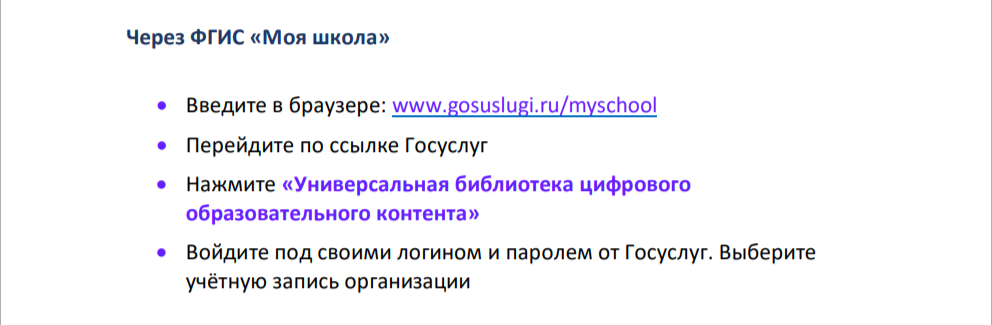 Через ФГИС «Моя школа»
• Введите в браузере: www.gosuslugi.ru/myschool
• Перейдите по ссылке Госуслуг
• Нажмите «Универсальная библиотека цифрового
образовательного контента»
• Войдите под своими логином и паролем от Госуслуг. Выберите
учётную запись организации